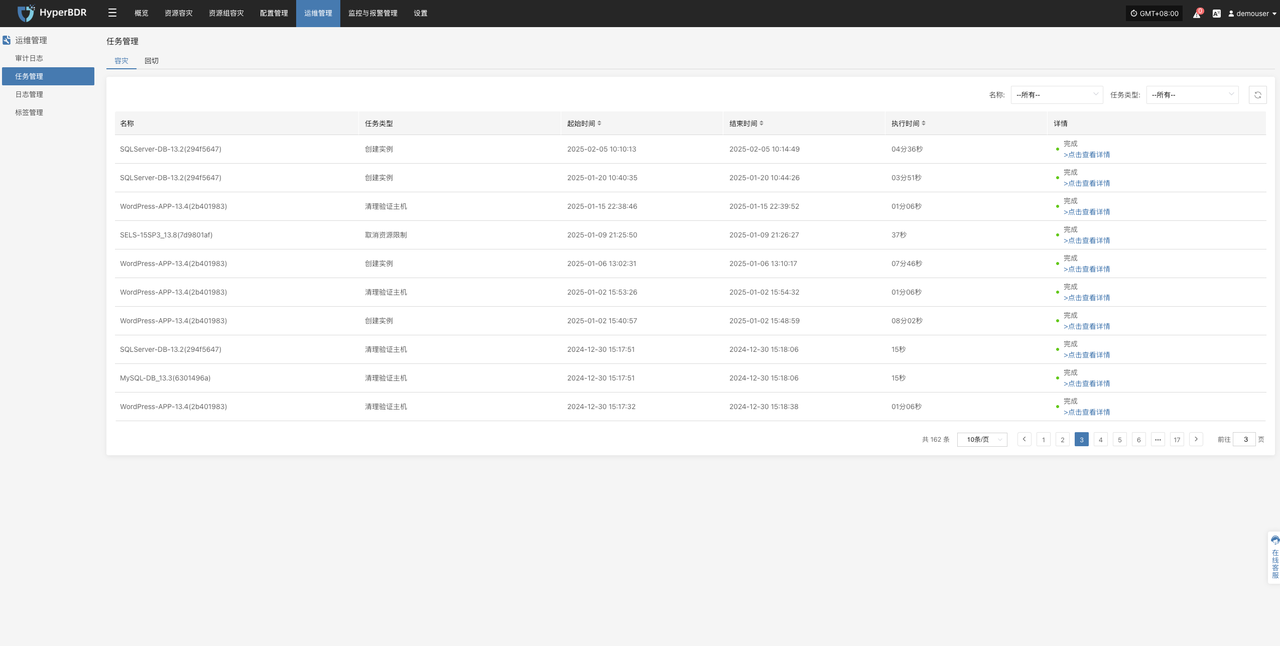 HyperBDR 概览 资源容灾 资源组容灾 配置管理 运维管理 监控与报警管理 设置 GMT+08:00 0 demouser
运维管理
审计日志
任务管理
日志管理
标签管理
任务管理
容灾 回切
名称: --所有-- 任务类型: --所有--
名称 任务类型 起始时间 结束时间 执行时间 详情
SQLServer-DB-13.2(294f5647) 创建实例 2025-02-05 10:10:13 2025-02-05 10:14:49 04分36秒 完成
>点击查看详情
SQLServer-DB-13.2(294f5647) 创建实例 2025-01-20 10:40:35 2025-01-20 10:44:26 03分51秒 完成
>点击查看详情
WordPress-APP-13.4(2b401983) 清理验证主机 2025-01-15 22:38:46 2025-01-15 22:39:52 01分06秒 完成
>点击查看详情
SELS-15SP3_13.8(7d9801af) 取消资源限制 2025-01-09 21:25:50 2025-01-09 21:26:27 37秒 完成
>点击查看详情
WordPress-APP-13.4(2b401983) 创建实例 2025-01-06 13:02:31 2025-01-06 13:10:17 07分46秒 完成
>点击查看详情
WordPress-APP-13.4(2b401983) 清理验证主机 2025-01-02 15:53:26 2025-01-02 15:54:32 01分06秒 完成
>点击查看详情
WordPress-APP-13.4(2b401983) 创建实例 2025-01-02 15:40:57 2025-01-02 15:48:59 08分02秒 完成
>点击查看详情
SQLServer-DB-13.2(294f5647) 清理验证主机 2024-12-30 15:17:51 2024-12-30 15:18:06 15秒 完成
>点击查看详情
MySQL-DB_13.3(6301496a) 清理验证主机 2024-12-30 15:17:51 2024-12-30 15:18:06 15秒 完成
>点击查看详情
WordPress-APP-13.4(2b401983) 清理验证主机 2024-12-30 15:17:32 2024-12-30 15:18:38 01分06秒 完成
>点击查看详情
共 162 条 10条/页 1 2 3 4 5 6 ••• 17 前往 3 页
在线客服